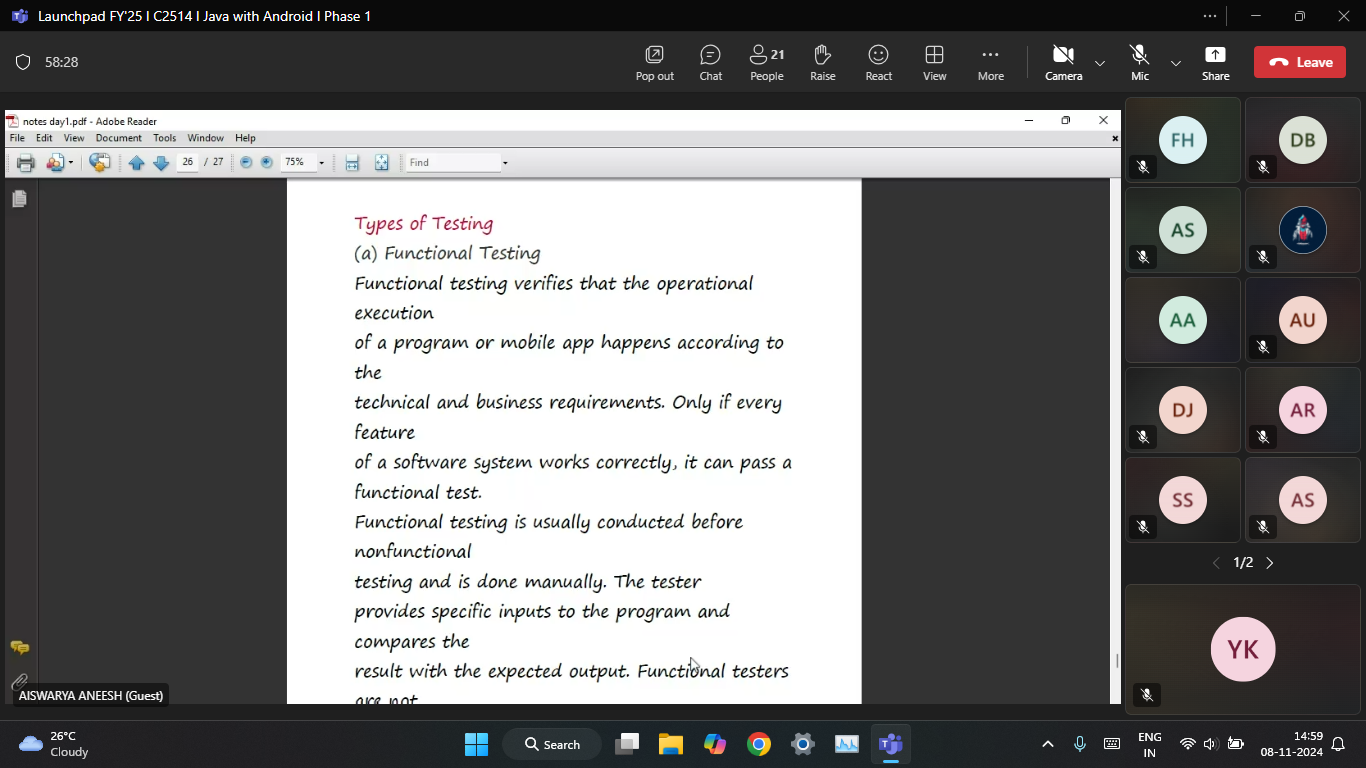 Launchpad FY'25 I C2514 I Java with Android I Phase 1
58:28
Pop out
Chat
21
People
Raise
React
View
More
Camera
Mic
Share
Leave
notes day1.pdf - Adobe Reader
File Edit View Document Tools Window Help
26 / 27
75%
Find
Types of Testing
(a) Functional Testing
Functional testing verifies that the operational
execution
of a program or mobile app happens according to
the
technical and business requirements. Only if every
feature
of a software system works correctly, it can pass a
functional test.
Functional testing is usually conducted before
nonfunctional
testing and is done manually. The tester
provides specific inputs to the program and
compares the
result with the expected output. Functional testers
are not
AISWARYA ANEESH (Guest)
FH
DB
AS
AA
AU
DJ
AR
SS
AS
1/2
YK
26°C
Cloudy
Search
ENG
IN
14:59
08-11-2024